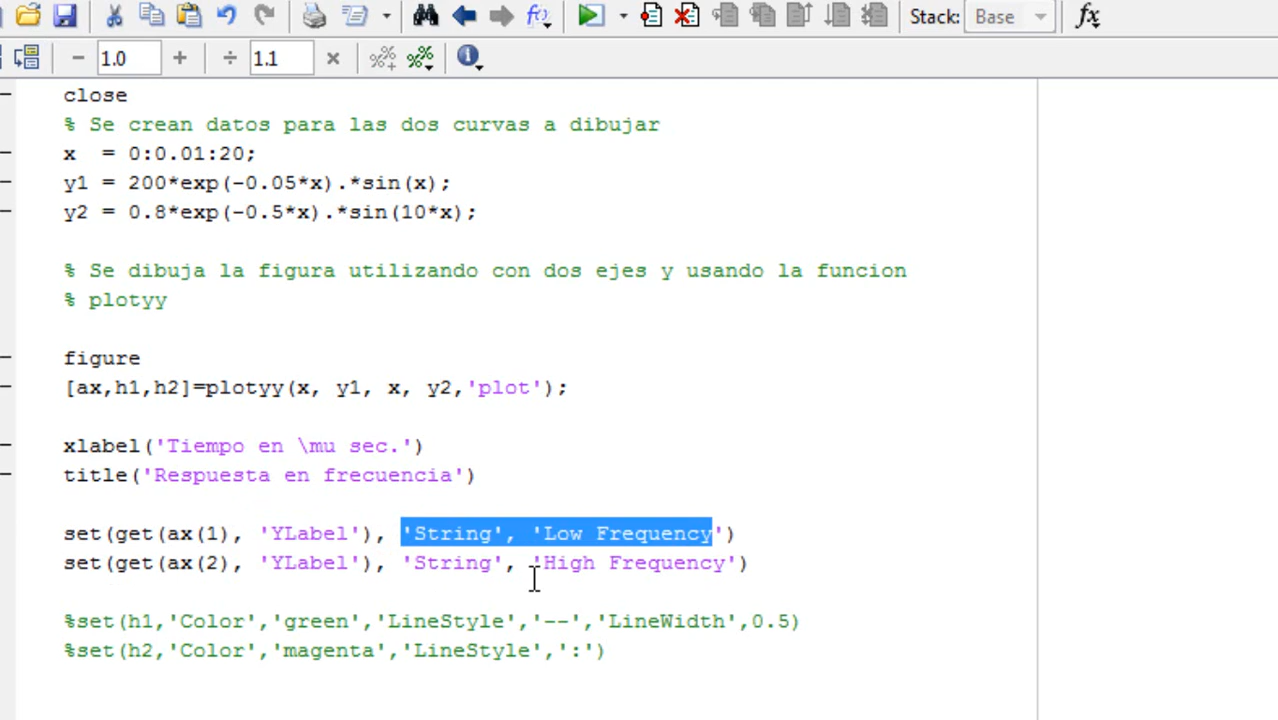 Stack: Base fx
1.0 1.1
close
% Se crean datos para las dos curvas a dibujar
x  = 0:0.01:20;
y1 = 200*exp(-0.05*x).*sin(x);
y2 = 0.8*exp(-0.5*x).*sin(10*x);
% Se dibuja la figura utilizando con dos ejes y usando la funcion
% plotyy
figure
[ax,h1,h2]=plotyy(x, y1, x, y2,'plot');
xlabel('Tiempo en \mu sec.')
title('Respuesta en frecuencia')
set(get(ax(1), 'YLabel'), 'String', 'Low Frequency')
set(get(ax(2), 'YLabel'), 'String', 'High Frequency')
%set(h1,'Color','green','LineStyle','--','LineWidth',0.5)
%set(h2,'Color','magenta','LineStyle',':')